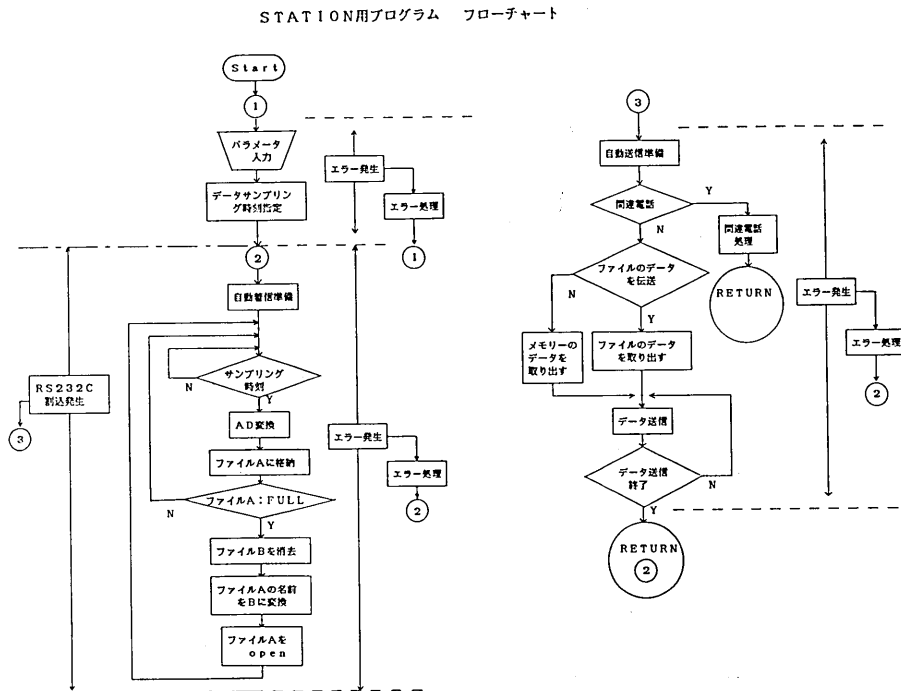 STATION用プログラム フローチャート
Start
1
パラメータ
入力
データサンプリン
グ時刻指定
エラー発生
エラー処理
1
2
自動着信準備
サンプリング
時刻
N
Y
AD変換
ファイルAに格納
ファイルA:FULL
N
Y
ファイルBを消去
ファイルAの名前
をBに変換
ファイルAを
open
RS232C
割込発生
3
エラー発生
エラー処理
2
3
自動送信準備
間違電話
Y
N
間違電話
処理
RETURN
ファイルのデータ
を伝送
N
Y
メモリーの
データを
取り出す
ファイルのデータ
を取り出す
データ送信
データ送信
終了
N
Y
RETURN
2
エラー発生
エラー処理
2